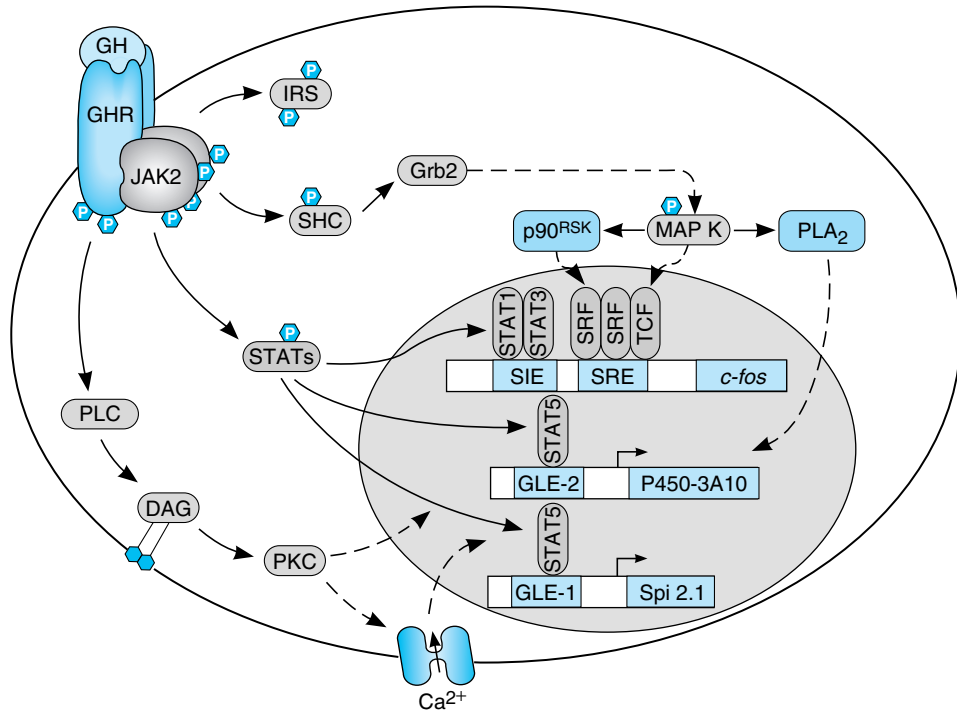 GH
GHR
JAK2
P
P
P
P
P
P
P
IRS
P
P
SHC
Grb2
P
MAP K
p90RSK
PLA2
STAT1
STAT3
SRF
SRF
TCF
P
STATs
SIE
SRE
c-fos
PLC
STAT5
GLE-2
P450-3A10
DAG
STAT5
PKC
GLE-1
Spi 2.1
Ca2+